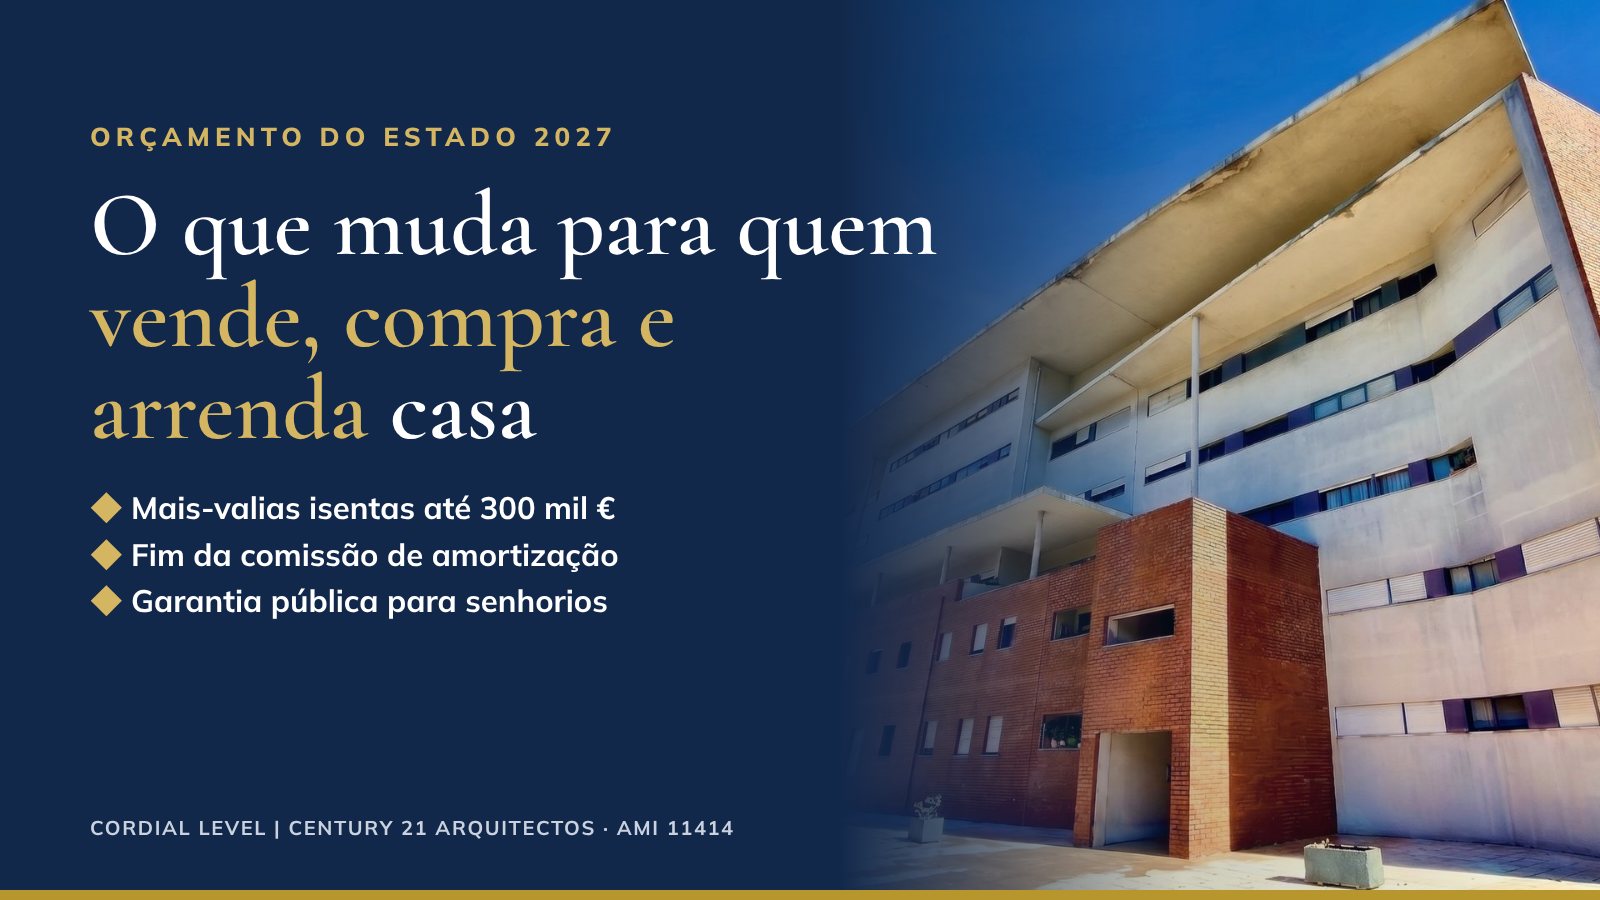 ORÇAMENTO DO ESTADO 2027
O que muda para quem
vende, compra e
arrenda casa
Mais-valias isentas até 300 mil €
Fim da comissão de amortização
Garantia pública para senhorios
CORDIAL LEVEL | CENTURY 21 ARQUITECTOS · AMI 11414